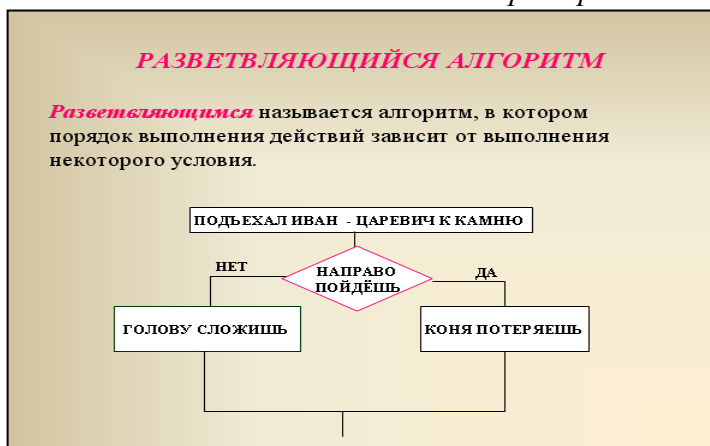 РАЗВЕТВЛЯЮЩИЙСЯ АЛГОРИТМ
Разветвляющимся называется алгоритм, в котором
порядок выполнения действий зависит от выполнения
некоторого условия.
ПОДЪЕХАЛ ИВАН - ЦАРЕВИЧ К КАМНЮ
НЕТ
НАПРАВО
ПОЙДЁШЬ
ДА
ГОЛОВУ СЛОЖИШЬ
КОНЯ ПОТЕРЯЕШЬ